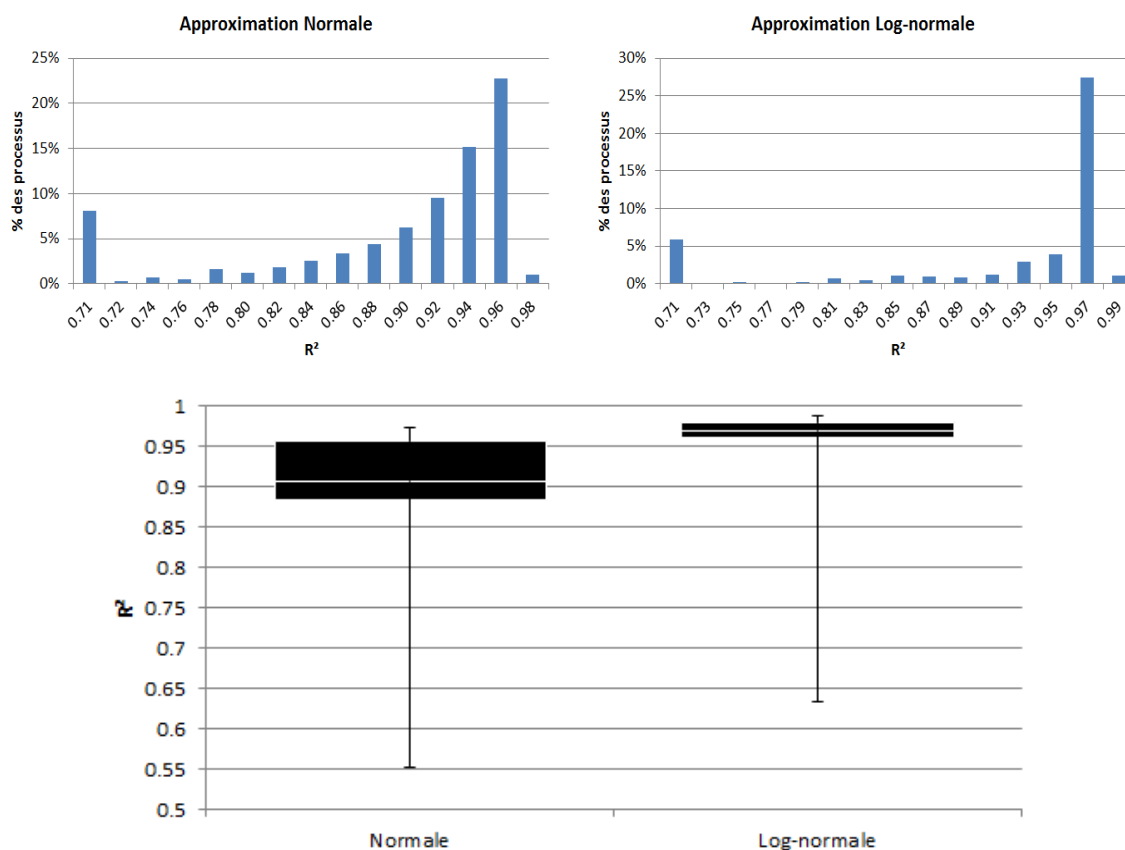 Approximation Normale
25%
20%
15%
10%
5%
0%
% des processus
0.71 0.72 0.74 0.76 0.78 0.80 0.82 0.84 0.86 0.88 0.90 0.92 0.94 0.96 0.98
R²
Approximation Log-normale
30%
25%
20%
15%
10%
5%
0%
% des processus
0.71 0.73 0.75 0.77 0.79 0.81 0.83 0.85 0.87 0.89 0.91 0.93 0.95 0.97 0.99
R²
1
0.95
0.9
0.85
0.8
0.75
0.7
0.65
0.6
0.55
0.5
R²
Normale
Log-normale